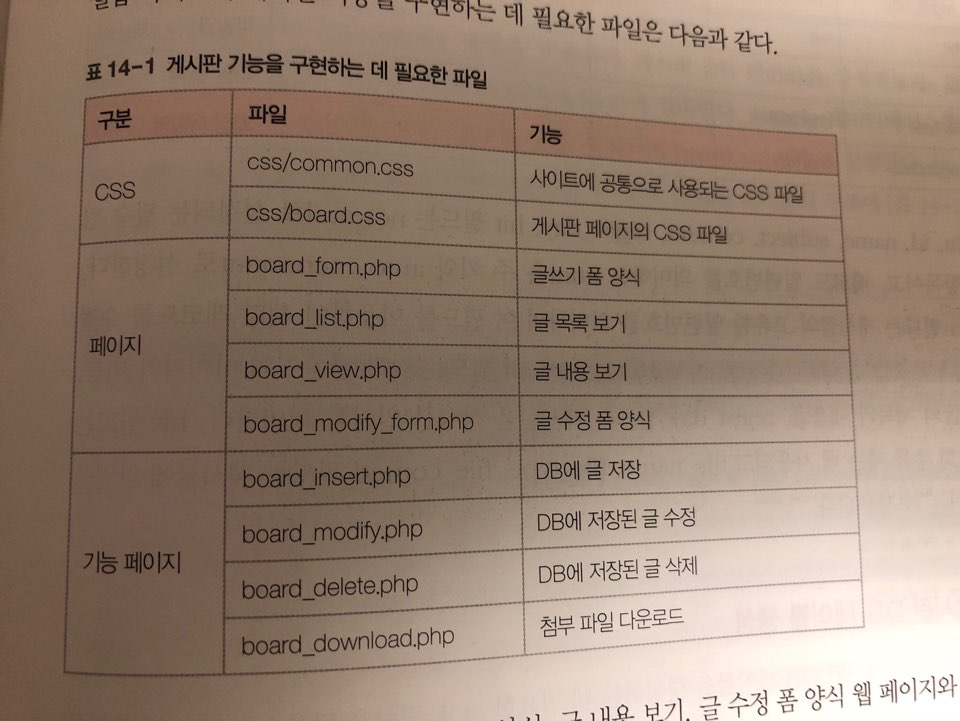 구현하는 데 필요한 파일은 다음과 같다.
표 14-1 게시판 기능을 구현하는 데 필요한 파일
구분 파일 기능
CSS css/common.css 사이트에 공통으로 사용되는 CSS 파일
css/board.css 게시판 페이지의 CSS 파일
페이지 board_form.php 글쓰기 폼 양식
board_list.php 글 목록 보기
board_view.php 글 내용 보기
board_modify_form.php 글 수정 폼 양식
기능 페이지 board_insert.php DB에 글 저장
board_modify.php DB에 저장된 글 수정
board_delete.php DB에 저장된 글 삭제
board_download.php 첨부 파일 다운로드
글 내용 보기, 글 수정 폼 양식 웹 페이지와